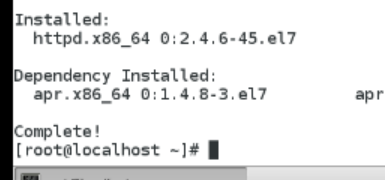 Installed:
httpd.x86_64 0:2.4.6-45.el7
Dependency Installed:
apr.x86_64 0:1.4.8-3.el7 apr
Complete!
[root@localhost ~]#